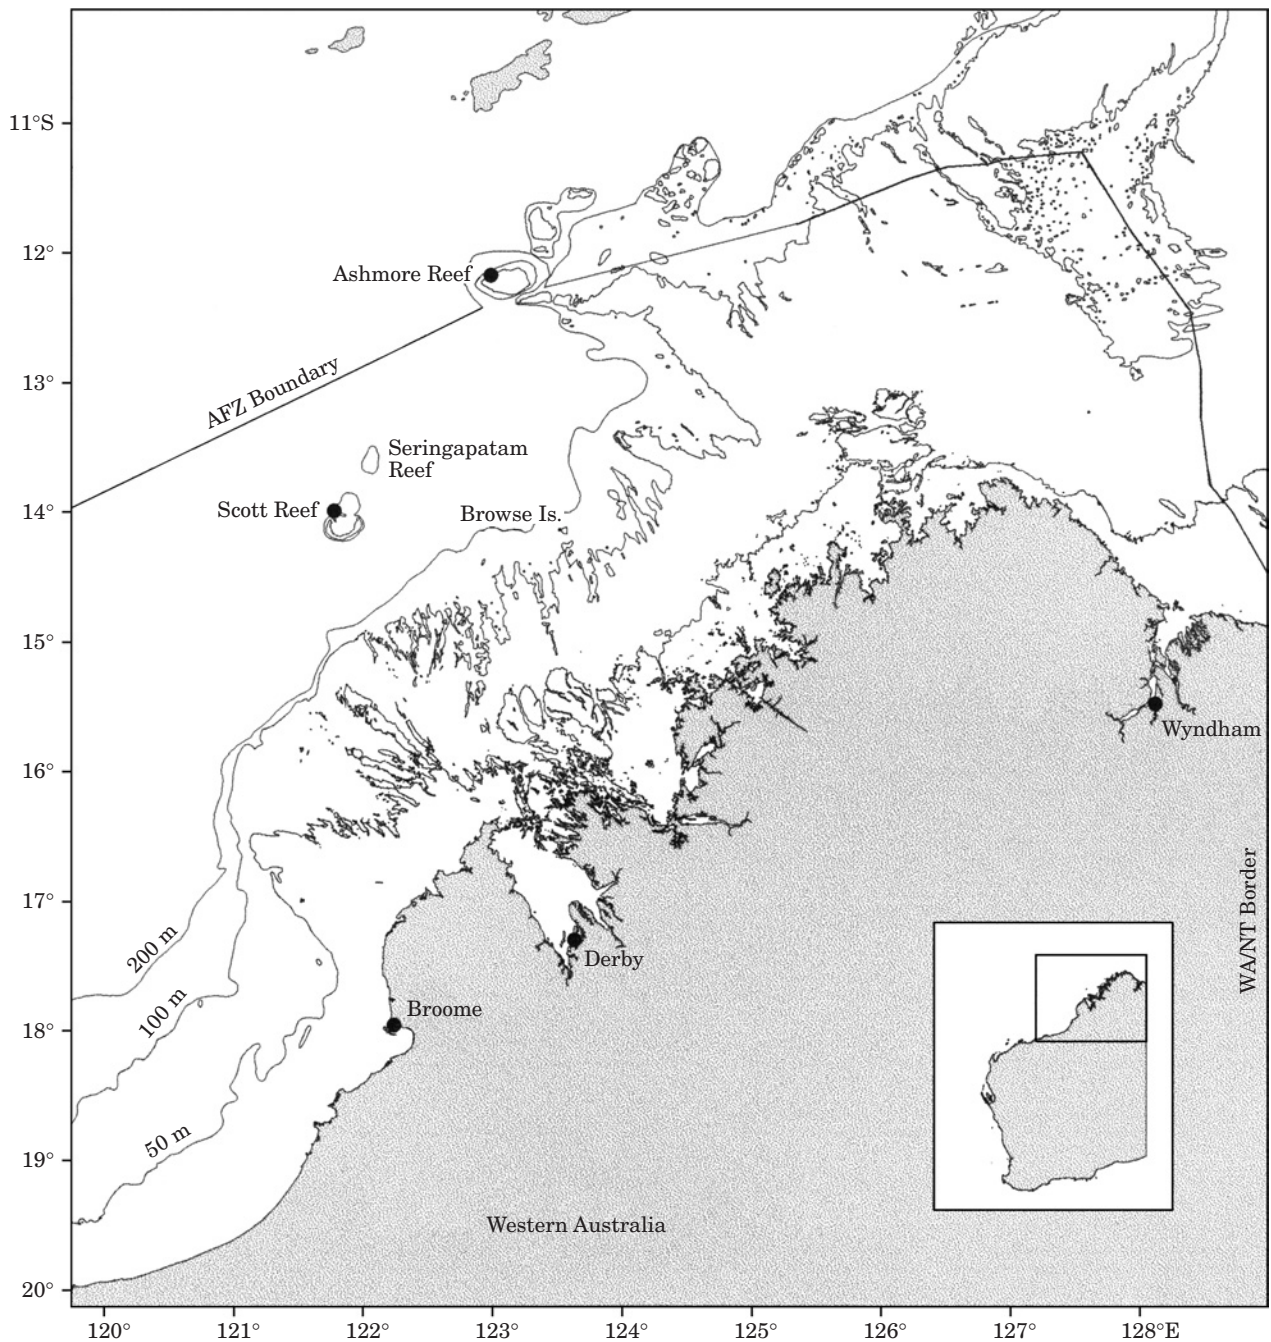 11°S
12°
Ashmore Reef
13°
AFZ Boundary
Seringapatam
Reef
14°
Scott Reef
Browse Is.
15°
Wyndham
16°
17°
WA/NT Border
200 m
Derby
100 m
Broome
18°
50 m
19°
Western Australia
20°
120°
121°
122°
123°
124°
125°
126°
127°
128°E